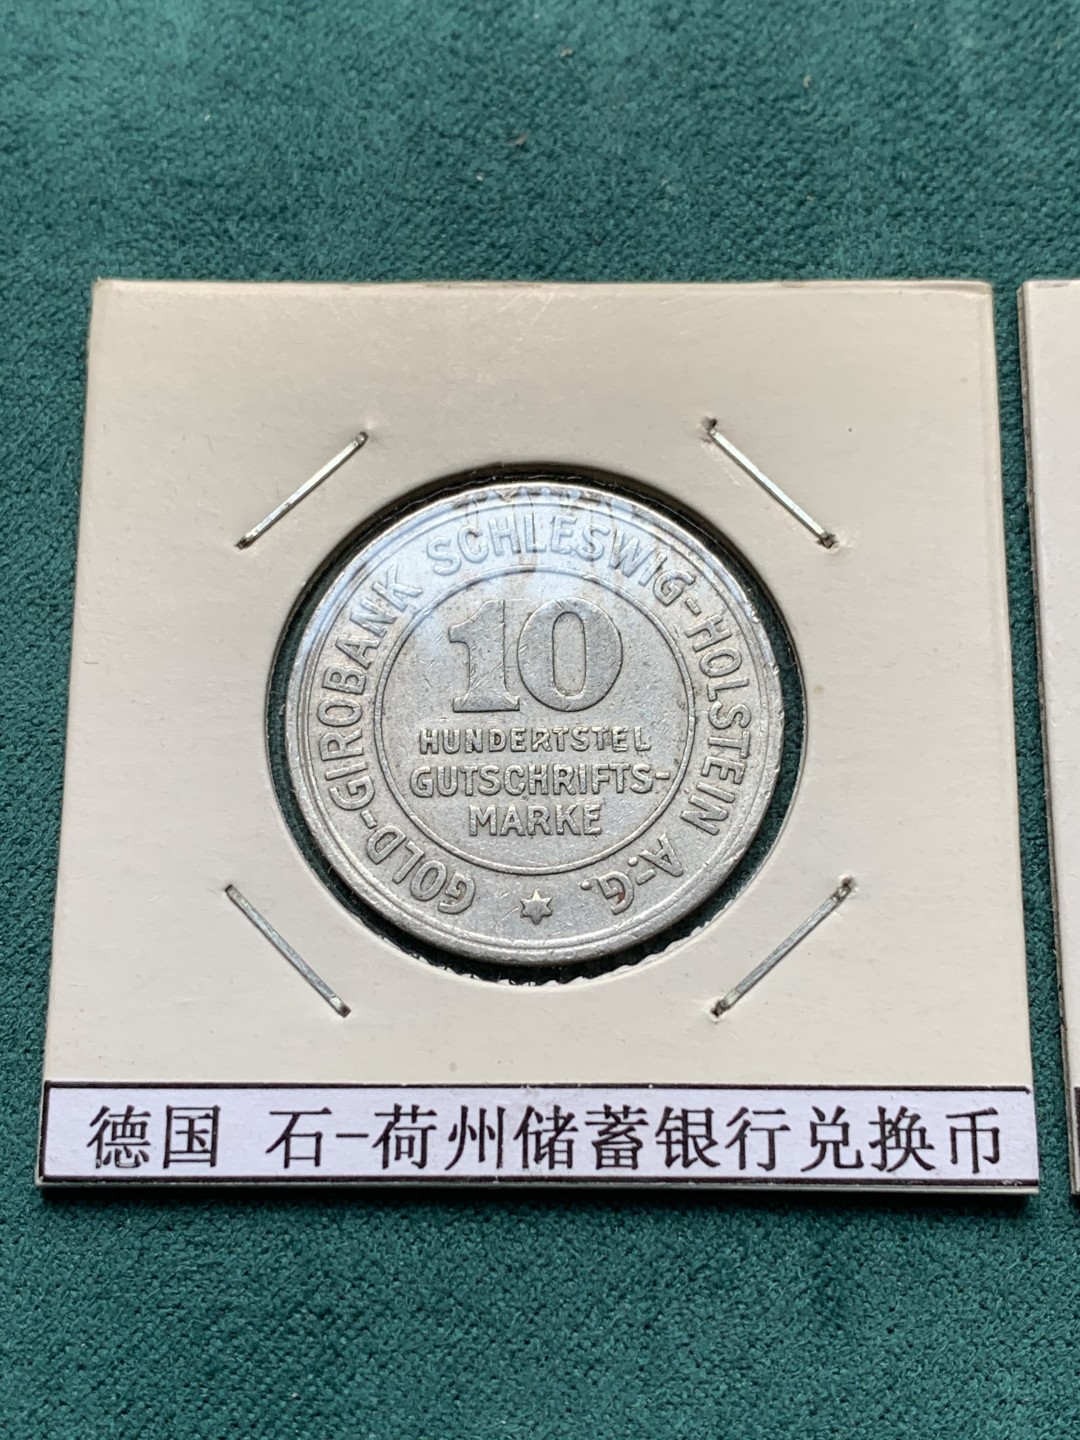 GOLD-GIROBANK SCHLESWIG-HOLSTEIN A.-G.
10
HUNDERTSTEL
GUTSCHRIFTS-
MARKE
德国 石-荷州储蓄银行兑换币